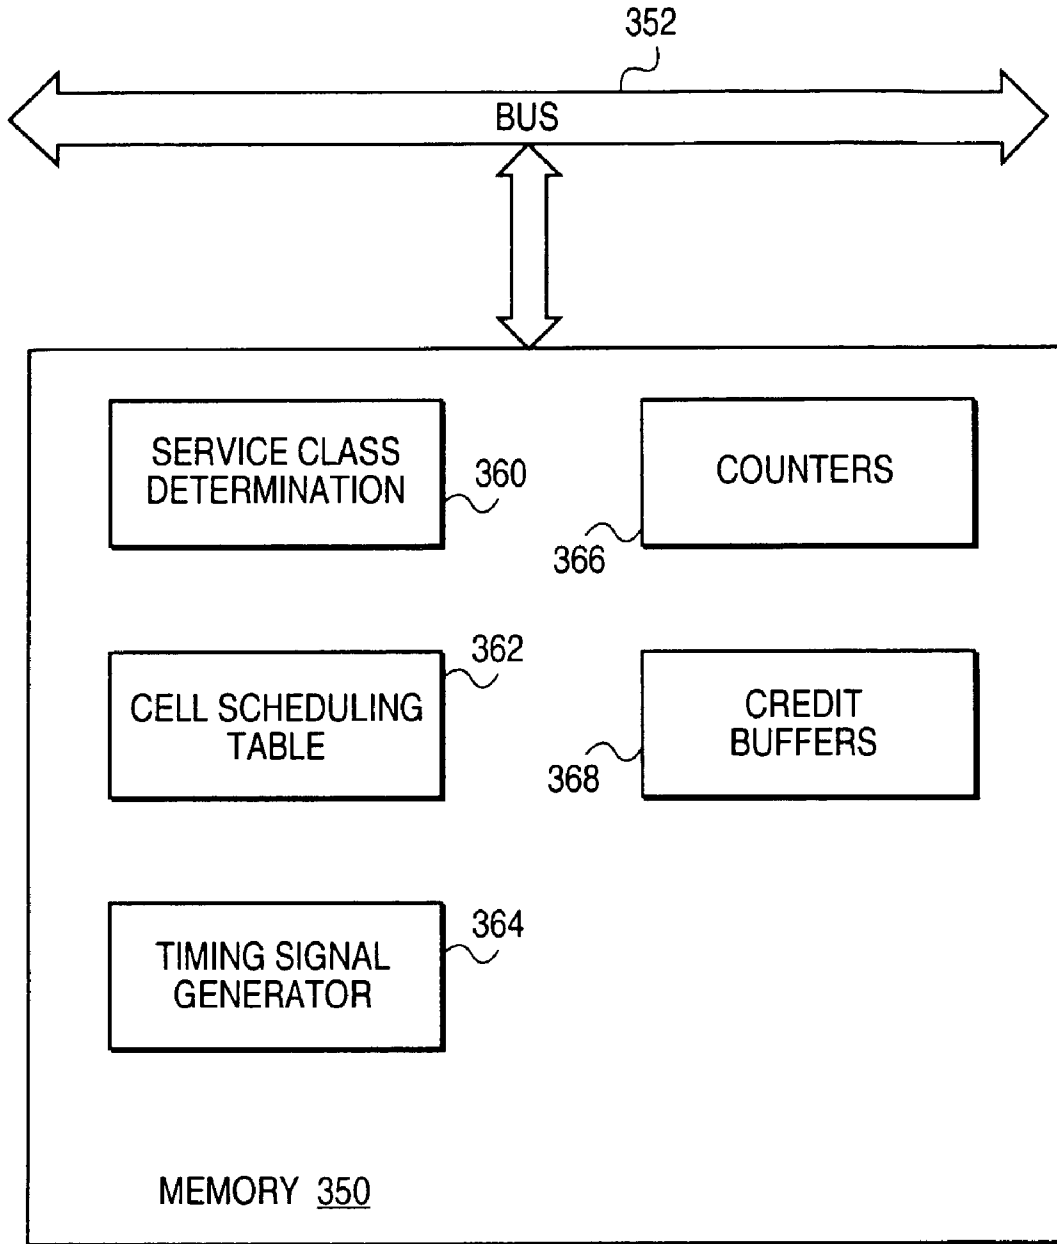 352
BUS
SERVICE CLASS
DETERMINATION
360
COUNTERS
366
CELL SCHEDULING
TABLE
362
CREDIT
BUFFERS
368
TIMING SIGNAL
GENERATOR
364
MEMORY 350